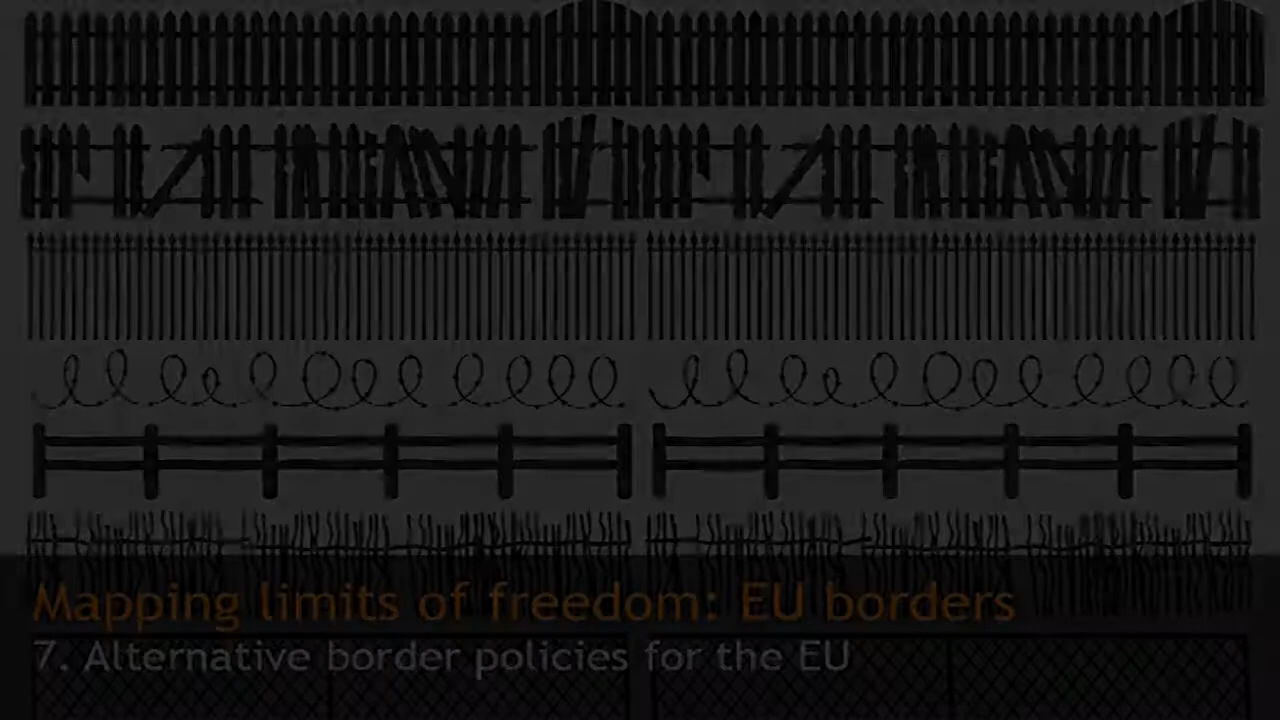 Mapping limits of freedom: EU borders
7. Alternative border policies for the EU